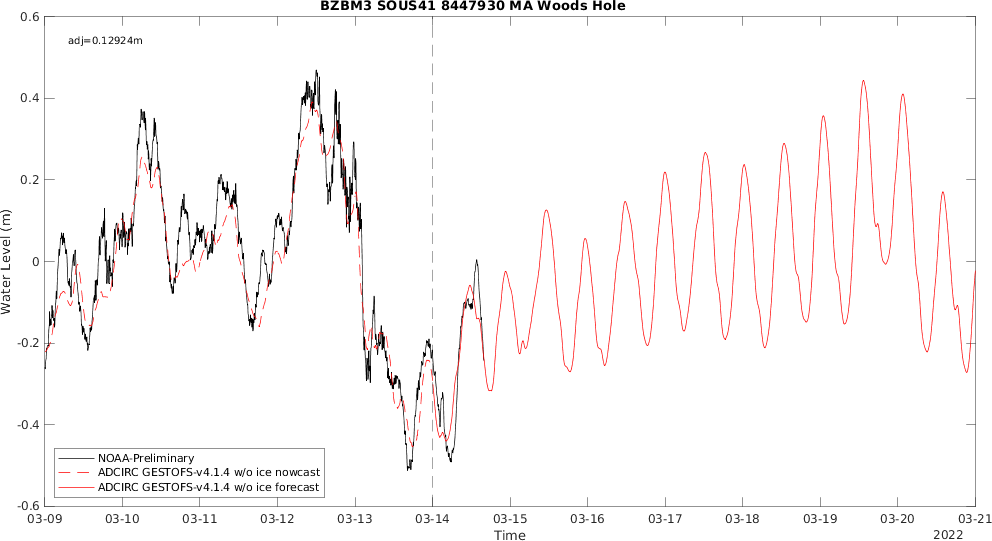 BZBM3 SOUS41 8447930 MA Woods Hole
adj=0.12924m
0.6
0.4
0.2
0
-0.2
-0.4
-0.6
Water Level (m)
NOAA-Preliminary
ADCIRC GESTOFS-v4.1.4 w/o ice nowcast
ADCIRC GESTOFS-v4.1.4 w/o ice forecast
03-09 03-10 03-11 03-12 03-13 03-14 03-15 03-16 03-17 03-18 03-19 03-20 03-21
Time
2022